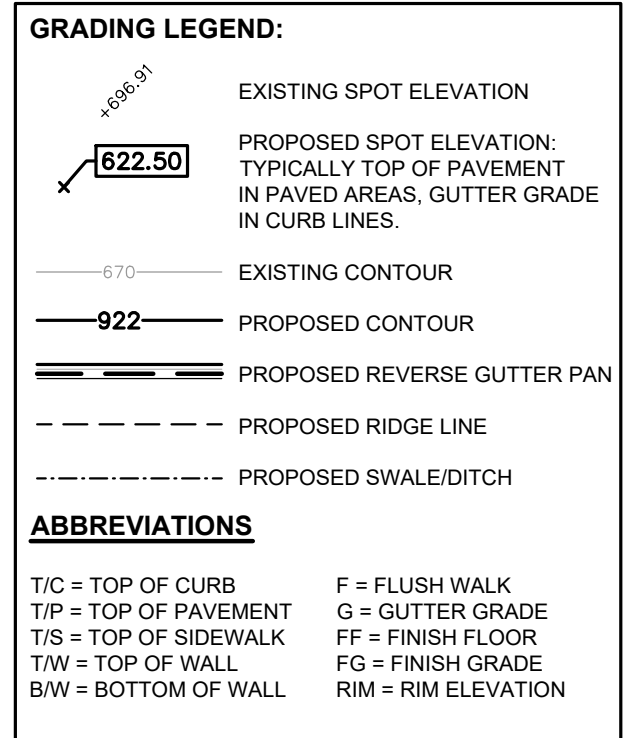 GRADING LEGEND:
+696.91
EXISTING SPOT ELEVATION
622.50
PROPOSED SPOT ELEVATION:
TYPICALLY TOP OF PAVEMENT
IN PAVED AREAS, GUTTER GRADE
IN CURB LINES.
670
EXISTING CONTOUR
922
PROPOSED CONTOUR
PROPOSED REVERSE GUTTER PAN
PROPOSED RIDGE LINE
PROPOSED SWALE/DITCH
ABBREVIATIONS
T/C = TOP OF CURB
T/P = TOP OF PAVEMENT
T/S = TOP OF SIDEWALK
T/W = TOP OF WALL
B/W = BOTTOM OF WALL
F = FLUSH WALK
G = GUTTER GRADE
FF = FINISH FLOOR
FG = FINISH GRADE
RIM = RIM ELEVATION